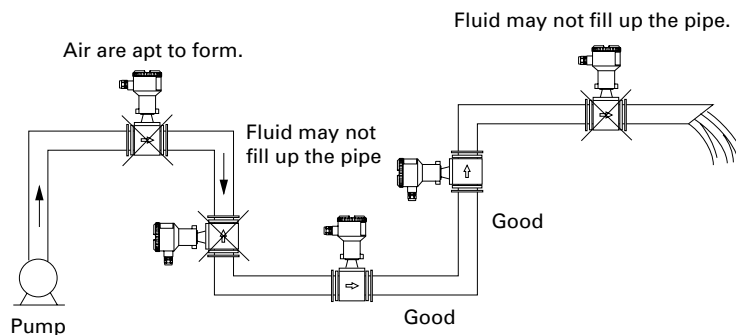 Fluid may not fill up the pipe.
Air are apt to form.
Fluid may not
fill up the pipe
Good
Good
Pump